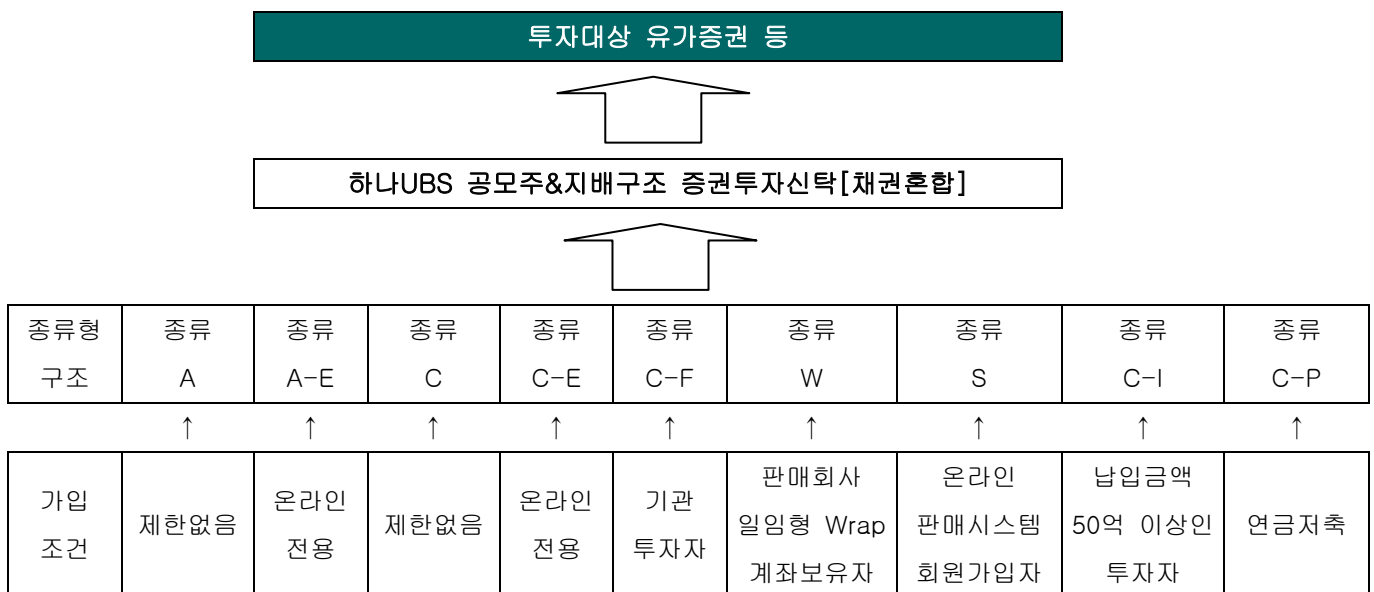 투자대상 유가증권 등
하나UBS 공모주&지배구조 증권투자신탁[채권혼합]
종류형 종류 종류 종류 종류 종류 종류 종류 종류 종류
구조 A A-E C C-E C-F W S C-I C-P
↑ ↑ ↑ ↑ ↑ ↑ ↑ ↑ ↑
판매회사 온라인 납입금액
가입 온라인 온라인 기관
제한없음 제한없음 일임형 Wrap 판매시스템 50억 이상인 연금저축
조건 전용 전용 투자자
계좌보유자 회원가입자 투자자